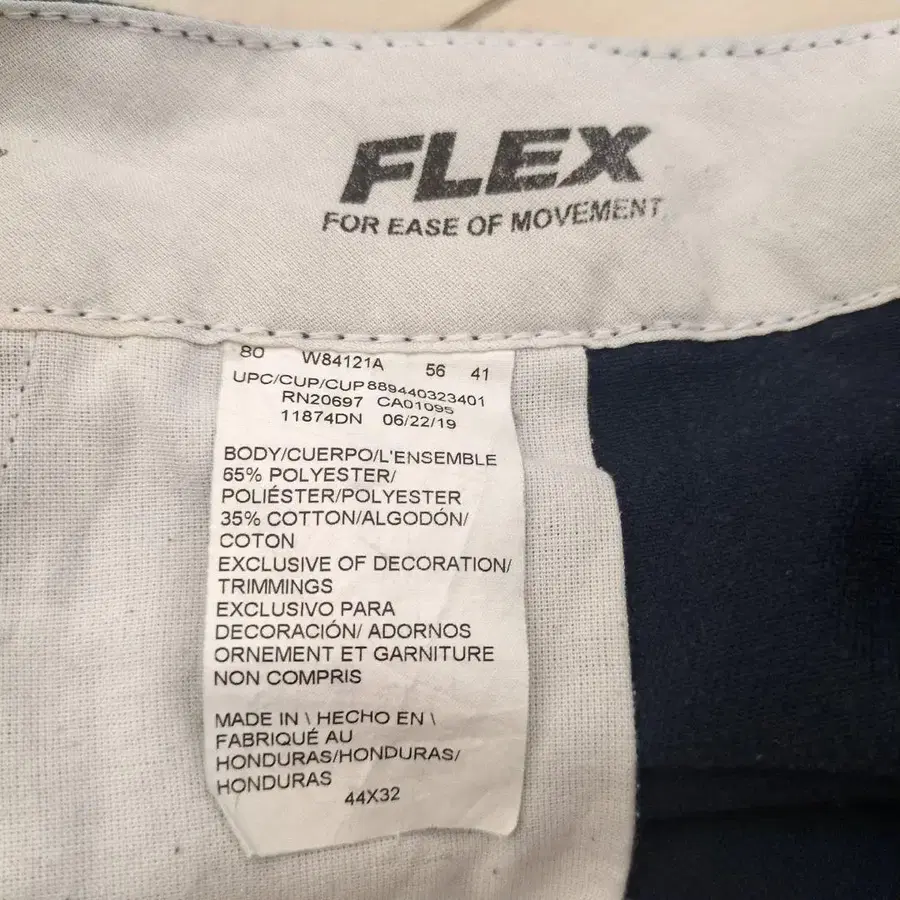 FLEX
FOR EASE OF MOVEMENT
80 W84121A 56 41
UPC/CUP/CUP 889440323401
RN20697 CA01095
11874DN 06/22/19
BODY/CUERPO/L'ENSEMBLE
65% POLYESTER/
POLIÉSTER/POLYESTER
35% COTTON/ALGODÓN/
COTON
EXCLUSIVE OF DECORATION/
TRIMMINGS
EXCLUSIVO PARA
DECORACIÓN/ ADORNOS
ORNEMENT ET GARNITURE
NON COMPRIS
MADE IN \ HECHO EN \
FABRIQUÉ AU
HONDURAS/HONDURAS/
HONDURAS
44X32